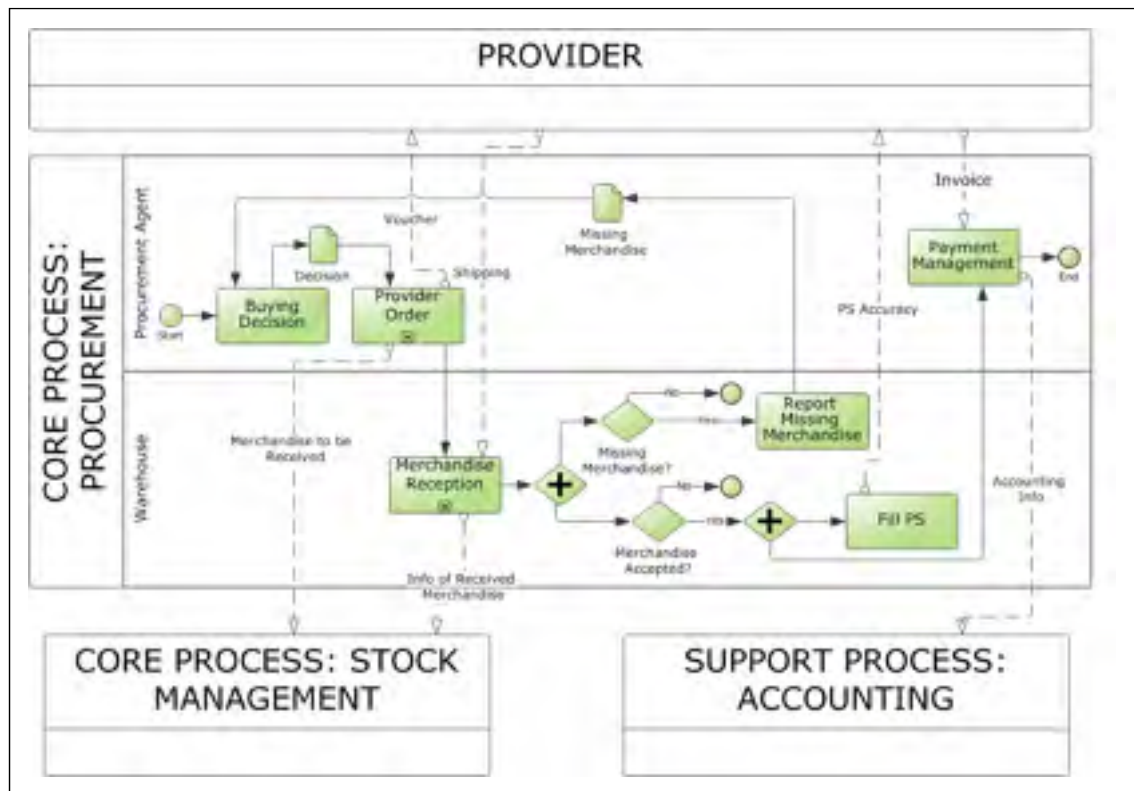 PROVIDER
CORE PROCESS:
PROCUREMENT
Procurement Agent
Warehouse
Start
Buying
Decision
Decision
Voucher
Provider
Order
Shipping
Missing
Merchandise
PS Accuracy
Invoice
Payment
Management
End
Merchandise to be
Received
Merchandise
Reception
Info of Received
Merchandise
Missing
Merchandise?
No
Yes
Report
Missing
Merchandise
Merchandise
Accepted?
No
Yes
Fill PS
Accounting
Info
CORE PROCESS: STOCK
MANAGEMENT
SUPPORT PROCESS:
ACCOUNTING